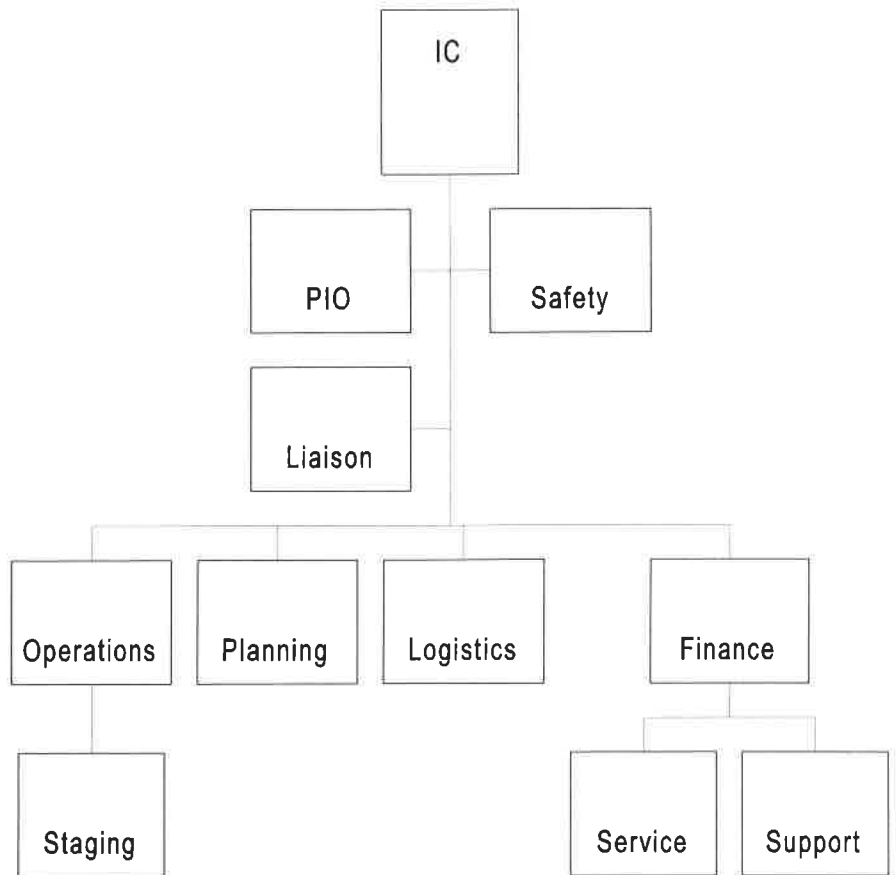 IC
PIO
Safety
Liaison
Operations
Planning
Logistics
Finance
Staging
Service
Support